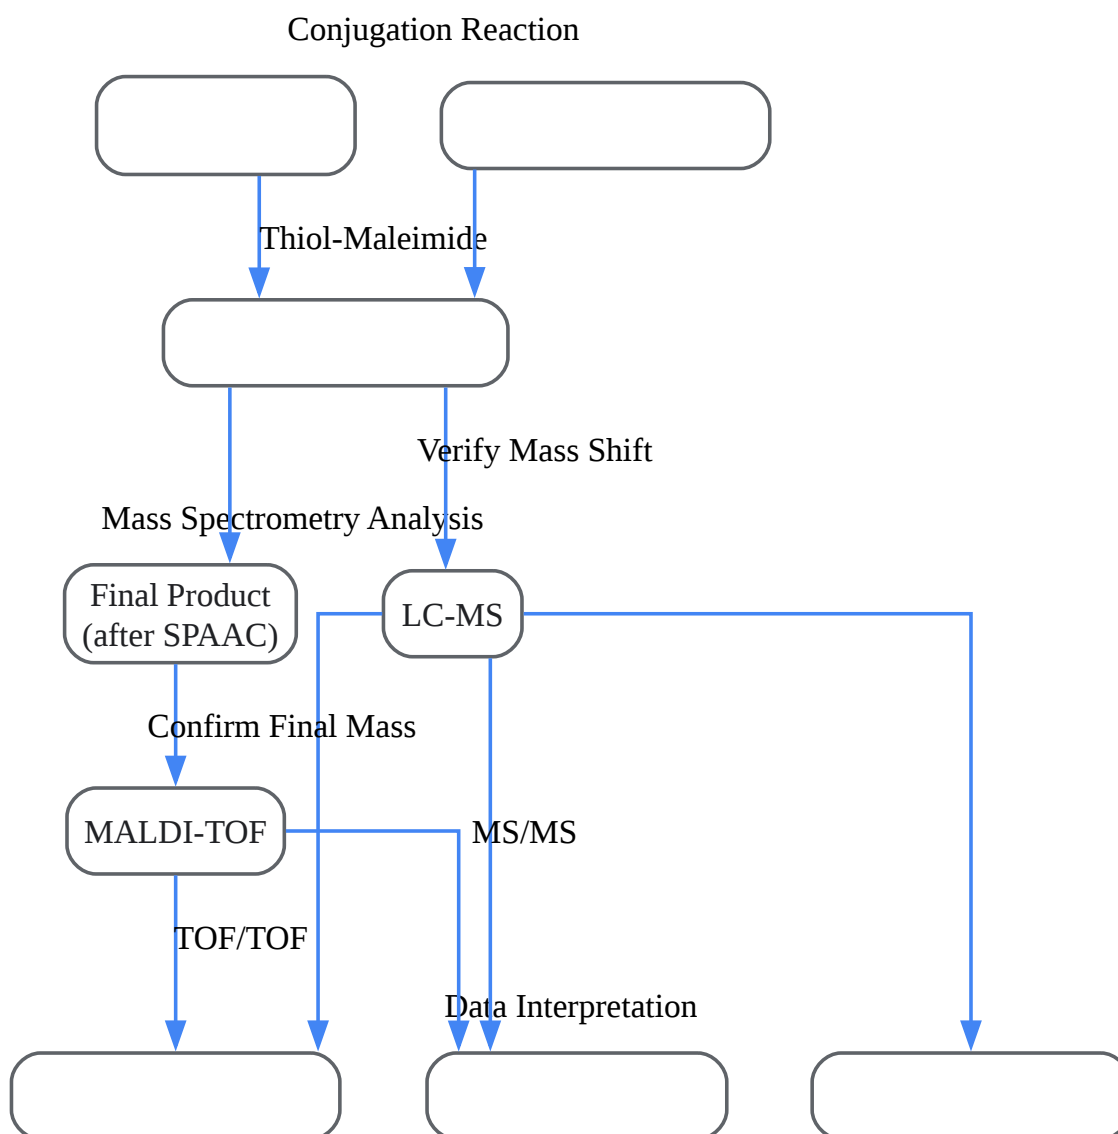 Conjugation Reaction
Thiol-Maleimide
Verify Mass Shift
Mass Spectrometry Analysis
Final Product
(after SPAAC)
LC-MS
Confirm Final Mass
MALDI-TOF
MS/MS
TOF/TOF
Data Interpretation